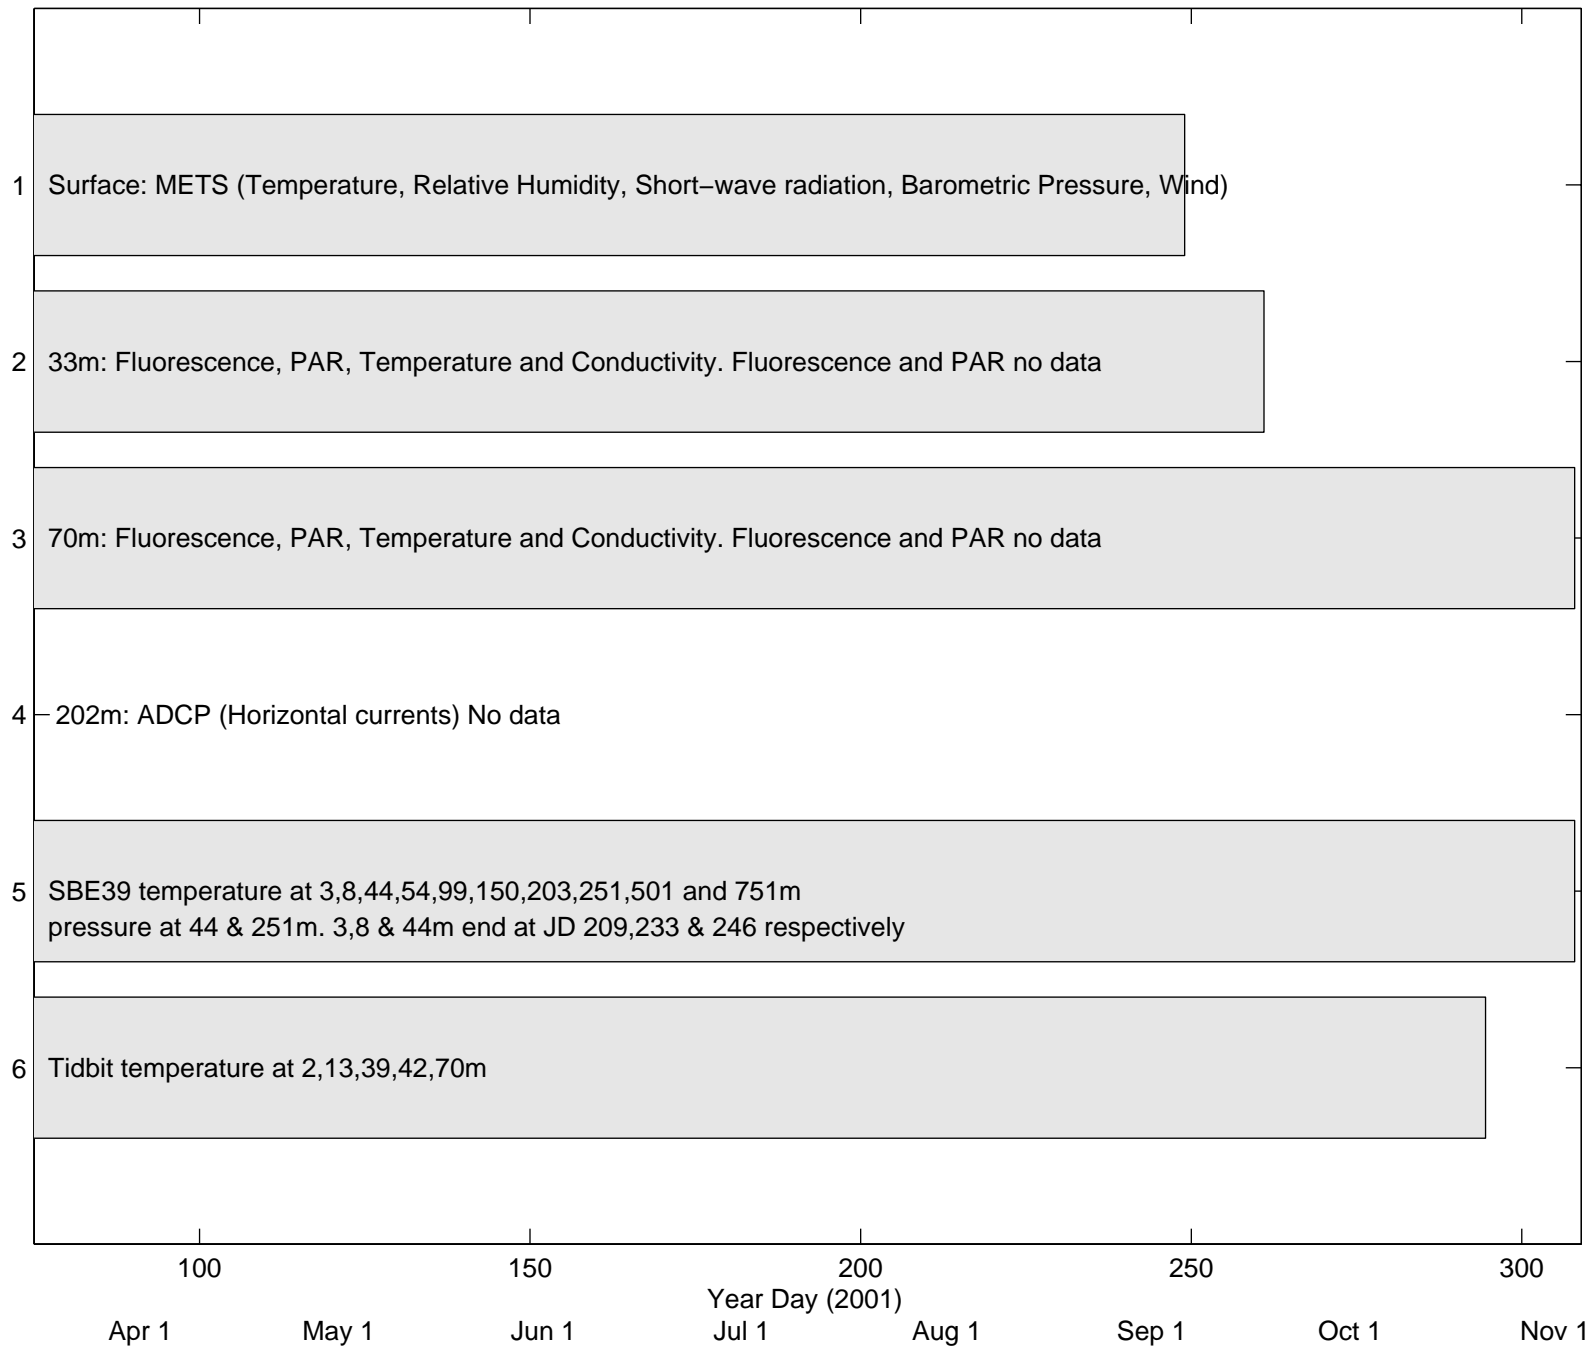 1 Surface: METS (Temperature, Relative Humidity, Short−wave radiation, Barometric Pressure, Wind)
2 33m: Fluorescence, PAR, Temperature and Conductivity. Fluorescence and PAR no data
3 70m: Fluorescence, PAR, Temperature and Conductivity. Fluorescence and PAR no data
4 202m: ADCP (Horizontal currents) No data
5 SBE39 temperature at 3,8,44,54,99,150,203,251,501 and 751m
pressure at 44 & 251m. 3,8 & 44m end at JD 209,233 & 246 respectively
6 Tidbit temperature at 2,13,39,42,70m
100 150 200 250 300
Year Day (2001)
Apr 1 May 1 Jun 1 Jul 1 Aug 1 Sep 1 Oct 1 Nov 1